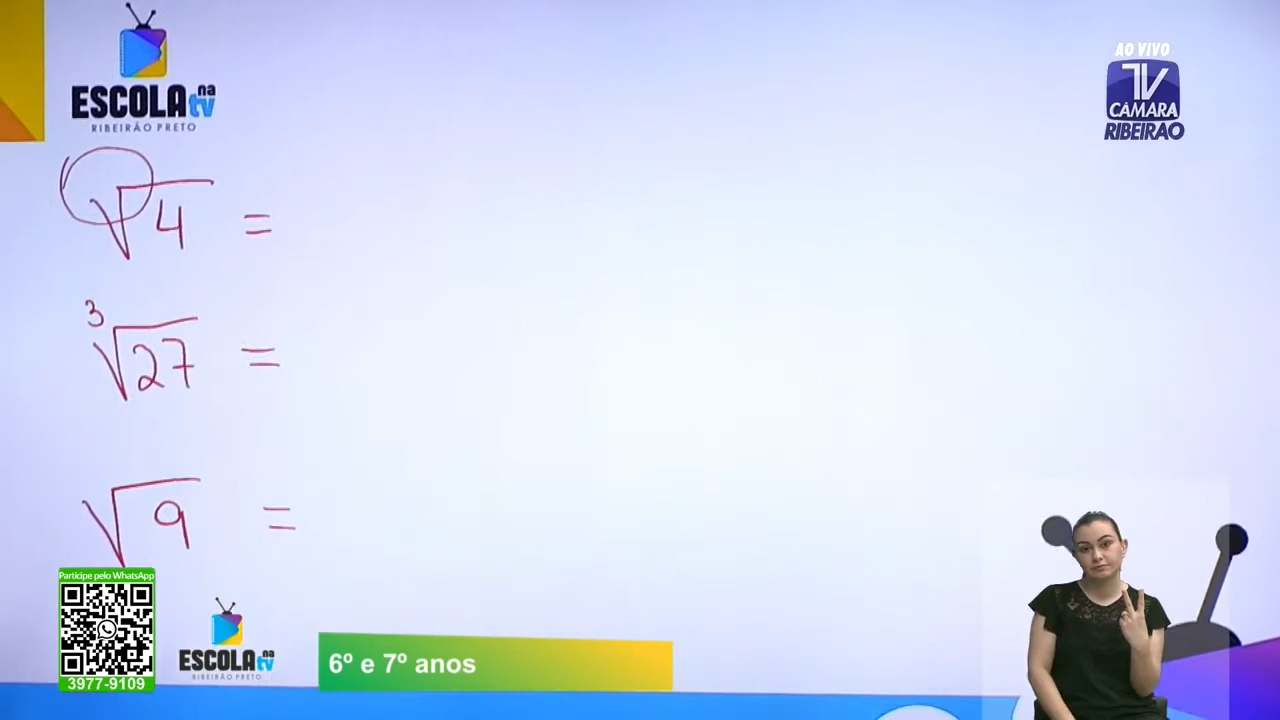 ESCOLA na tv
RIBEIRÃO PRETO
AO VIVO
TV
CÂMARA
RIBEIRÃO
√4 =
³√27 =
√9 =
Participe pelo WhatsApp
3977-9109
ESCOLA na tv
RIBEIRÃO PRETO
6º e 7º anos